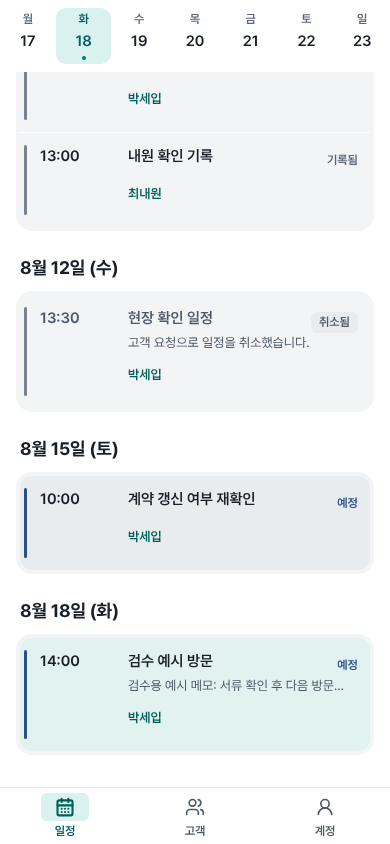 월 화 수 목 금 토 일
17 18 19 20 21 22 23
박세입
13:00 내원 확인 기록 기록됨
최내원
8월 12일 (수)
13:30 현장 확인 일정 취소됨
고객 요청으로 일정을 취소했습니다.
박세입
8월 15일 (토)
10:00 계약 갱신 여부 재확인 예정
박세입
8월 18일 (화)
14:00 검수 예시 방문 예정
검수용 예시 메모: 서류 확인 후 다음 방문...
박세입
일정 고객 계정